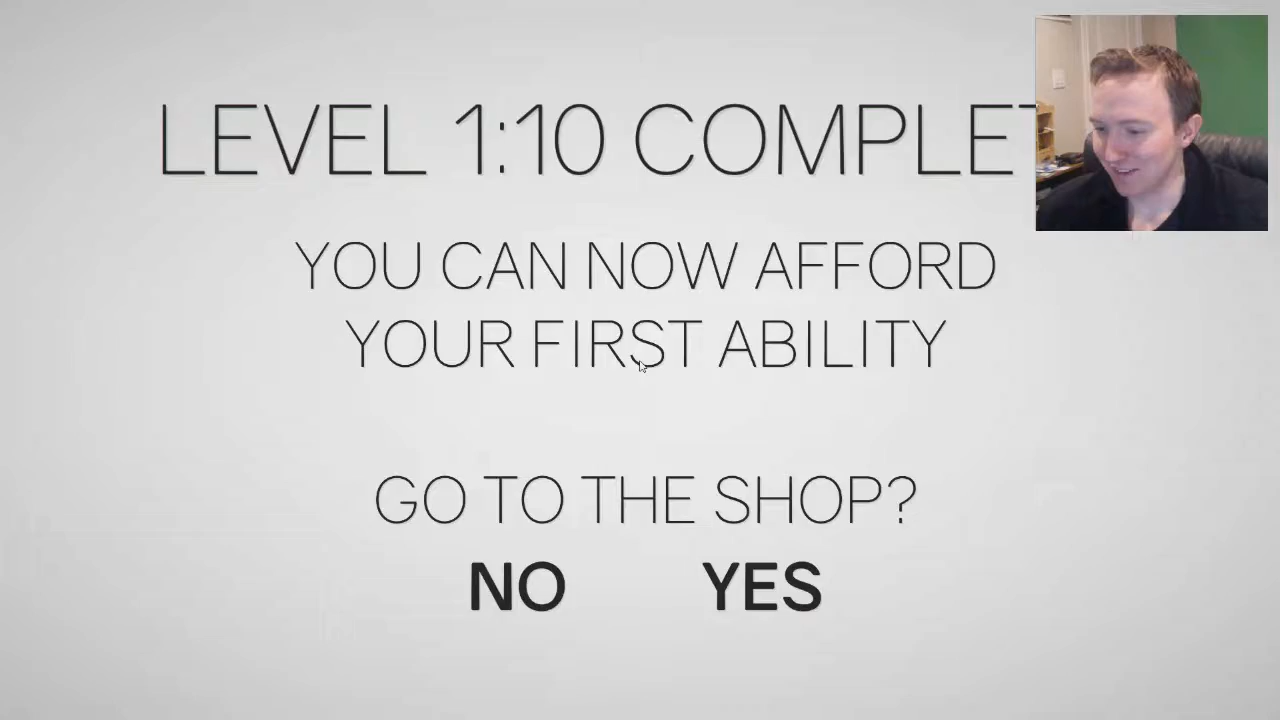 LEVEL 1:10 COMPLET
YOU CAN NOW AFFORD
YOUR FIRST ABILITY
GO TO THE SHOP?
NO YES